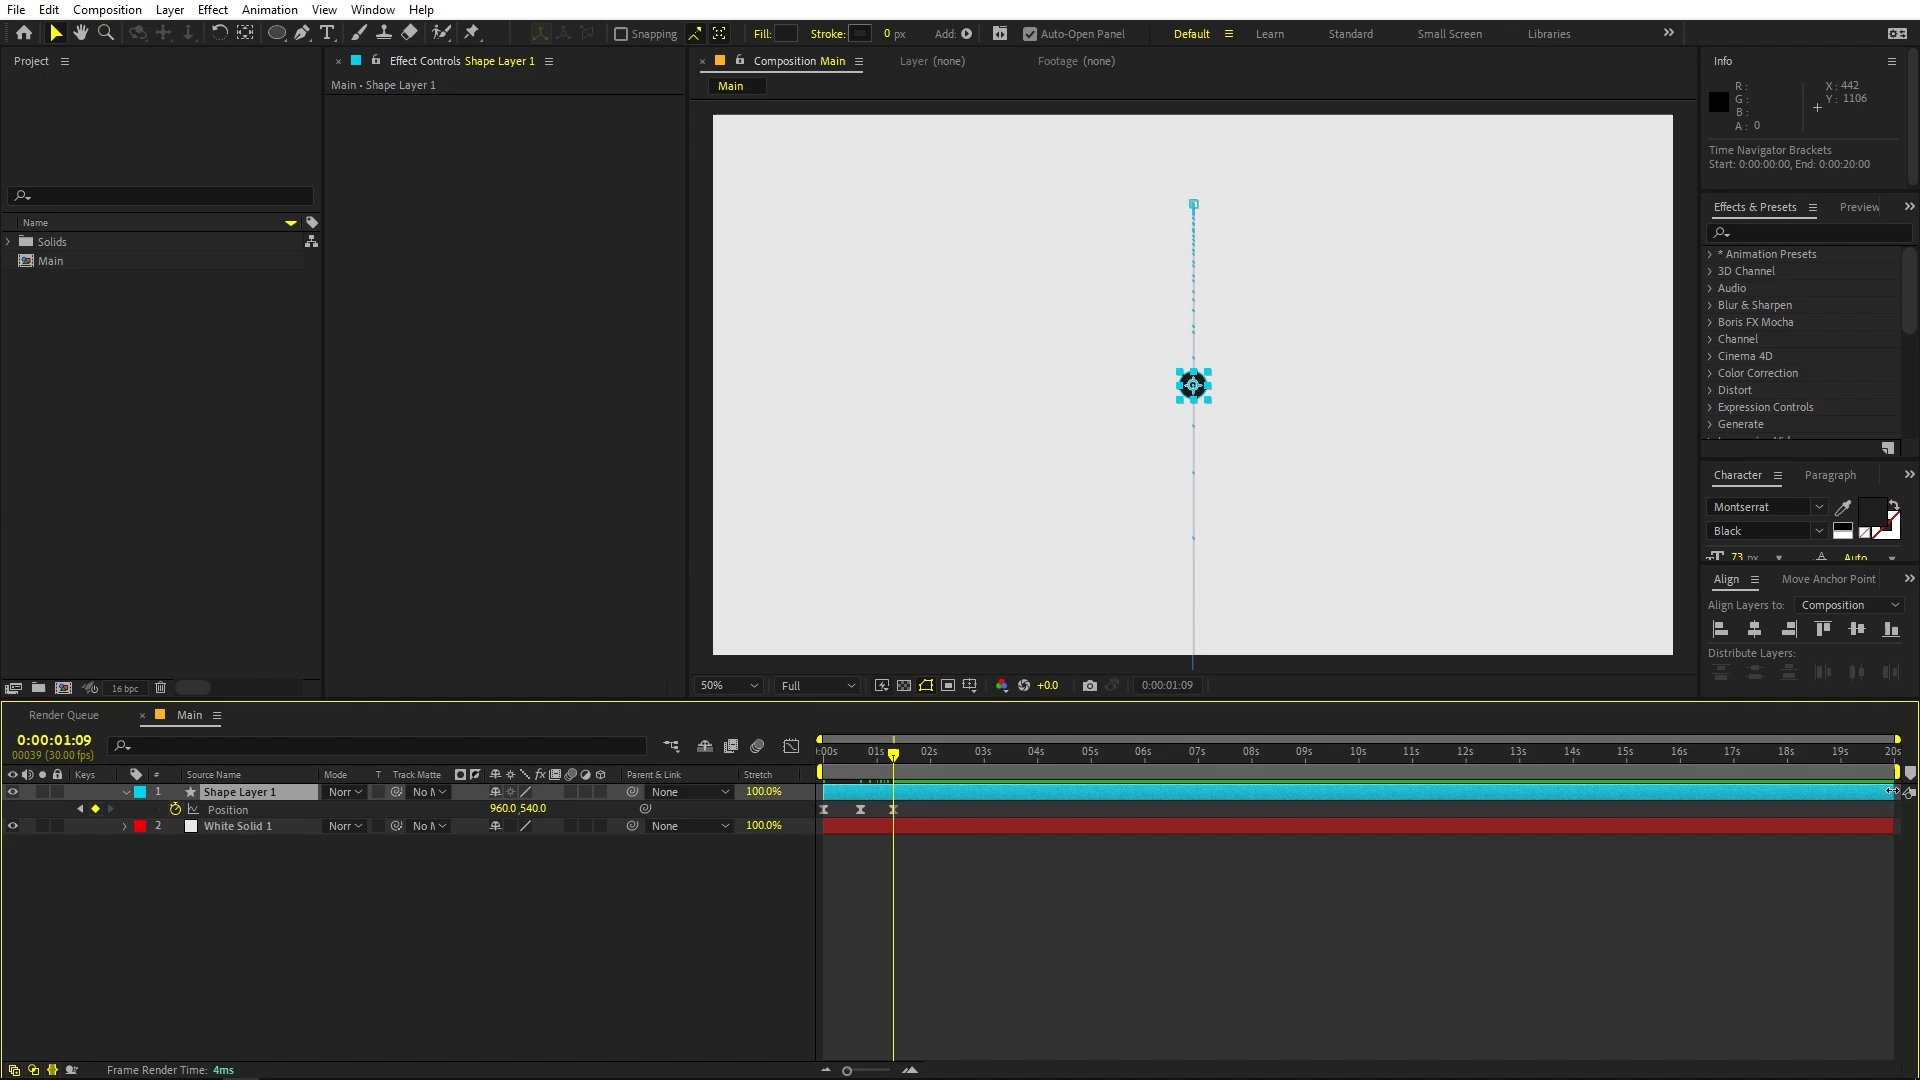 File Edit Composition Layer Effect Animation View Window Help
Snapping Fill: Stroke: 0 px Add: Auto-Open Panel Default Learn Standard Small Screen Libraries
Project
Effect Controls Shape Layer 1
Main • Shape Layer 1
Composition Main Layer (none) Footage (none)
Main
Info
R :
G :
B :
A : 0
X : 442
Y : 1106
Time Navigator Brackets
Start: 0:00:00:00, End: 0:00:20:00
Effects & Presets Preview
* Animation Presets
3D Channel
Audio
Blur & Sharpen
Boris FX Mocha
Channel
Cinema 4D
Color Correction
Distort
Expression Controls
Generate
Name
Solids
Main
Character Paragraph
Montserrat
Black
73 px Auto
Align Move Anchor Point
Align Layers to: Composition
Distribute Layers:
16 bpc
50% Full +0.0 0:00:01:09
Render Queue Main
0:00:01:09
00039 (30.00 fps)
:00s 01s 02s 03s 04s 05s 06s 07s 08s 09s 10s 11s 12s 13s 14s 15s 16s 17s 18s 19s 20s
Keys # Source Name Mode T Track Matte fx Parent & Link Stretch
1 Shape Layer 1 Norr No M None 100.0%
Position 960.0,540.0
2 White Solid 1 Norr No M None 100.0%
Frame Render Time: 4ms